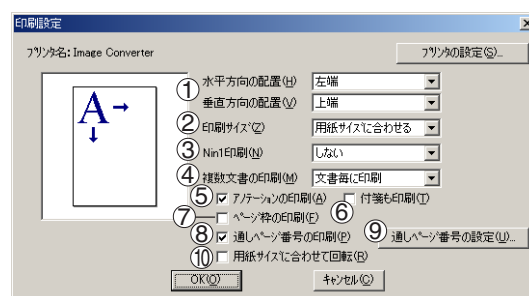 印刷設定
プリンタ名: Image Converter
プリンタの設定(S)...
A
① 水平方向の配置(H) 左端
垂直方向の配置(V) 上端
② 印刷サイズ(Z) 用紙サイズに合わせる
③ Nin1印刷(N) しない
④ 複数文書の印刷(M) 文書毎に印刷
⑤ アノテーションの印刷(A) ⑥ 付箋も印刷(T)
⑦ ページ枠の印刷(F)
⑧ 通しページ番号の印刷(P) ⑨ 通しページ番号の設定(U)...
⑩ 用紙サイズに合わせて回転(R)
OK(O) キャンセル(C)